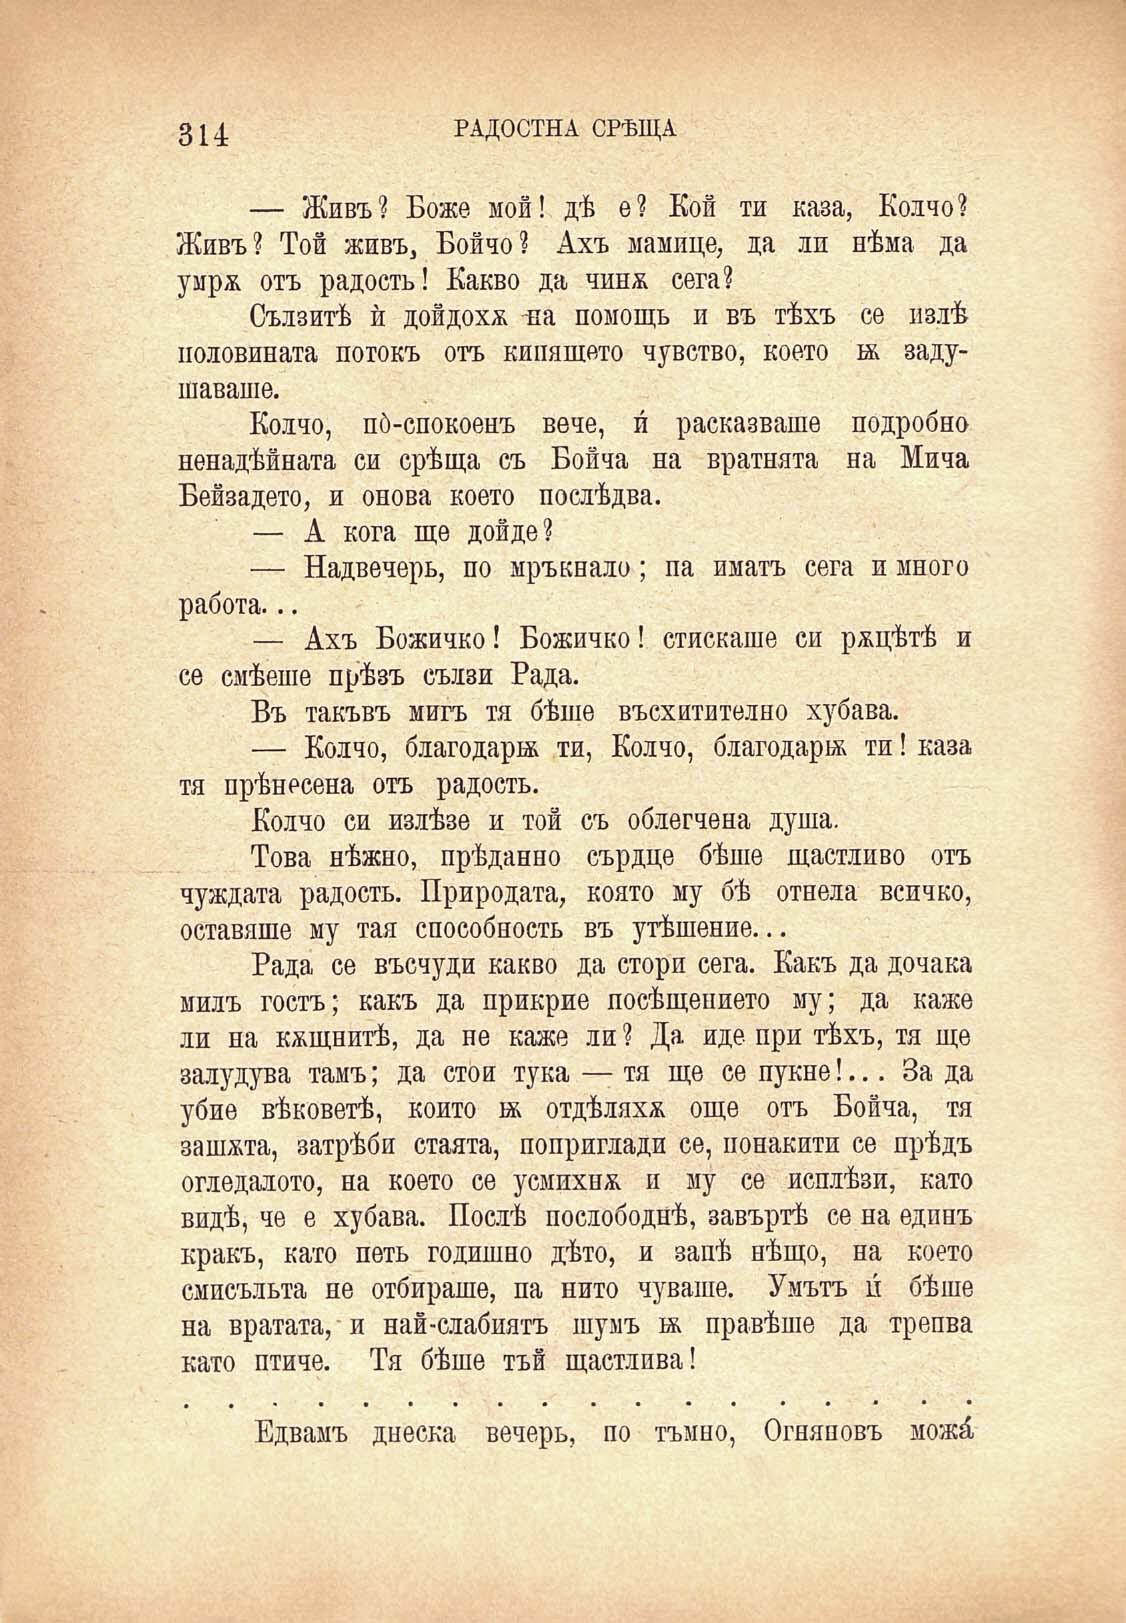 314
РАДОСТНА СРѢЩА
— Живъ? Боже мой! дѣ е? Кой ти каза, Колчо?
Живъ? Той живъ, Бойчо? Ахъ мамице, да ли нѣма да
умрѫ отъ радость! Какво да чинѫ сега?
Сълзитѣ ѝ дойдохѫ на помощь и въ тѣхъ се излѣ
половината потокъ отъ кипящето чувство, което ѭ заду-
шаваше.
Колчо, по̀-спокоенъ вече, и́ расказваше подробно
ненадѣйната си срѣща съ Бойча на вратнята на Мича
Бейзадето, и онова което послѣдва.
— А кога ще дойде?
— Надвечерь, по мръкнало; па иматъ сега и много
работа...
— Ахъ Божичко! Божичко! стискаше си рѫцѣтѣ и
се смѣеше прѣзъ сълзи Рада.
Въ такъвъ мигъ тя бѣше въсхитително хубава.
— Колчо, благодарѭ ти, Колчо, благодарѭ ти! каза
тя прѣнесена отъ радость.
Колчо си излѣзе и той съ облегчена душа.
Това нѣжно, прѣданно сърдце бѣше щастливо отъ
чуждата радость. Природата, която му бѣ отнела всичко,
оставяше му тая способность въ утѣшение...
Рада се въсчуди какво да стори сега. Какъ да дочака
милъ гостъ; какъ да прикрие посѣщението му; да каже
ли на кѫщнитѣ, да не каже ли? Да иде при тѣхъ, тя ще
залудува тамъ; да стои тука — тя ще се пукне!... За да
убие вѣковетѣ, които ѭ отдѣляхѫ още отъ Бойча, тя
зашѫта, затрѣби стаята, поприглади се, понакити се прѣдъ
огледалото, на което се усмихнѫ и му се исплѣзи, като
видѣ, че е хубава. Послѣ послободнѣ, завъртѣ се на единъ
кракъ, като петь годишно дѣто, и запѣ нѣщо, на което
смисълъта не отбираше, па нито чуваше. Умътъ и́ бѣше
на вратата, и най-слабиятъ шумъ ѭ правѣше да трепва
като птиче. Тя бѣше тъй щастлива!
. . . . . . . . . . . . . . . . . .
Едвамъ днеска вечерь, по тъмно, Огняновъ можа́